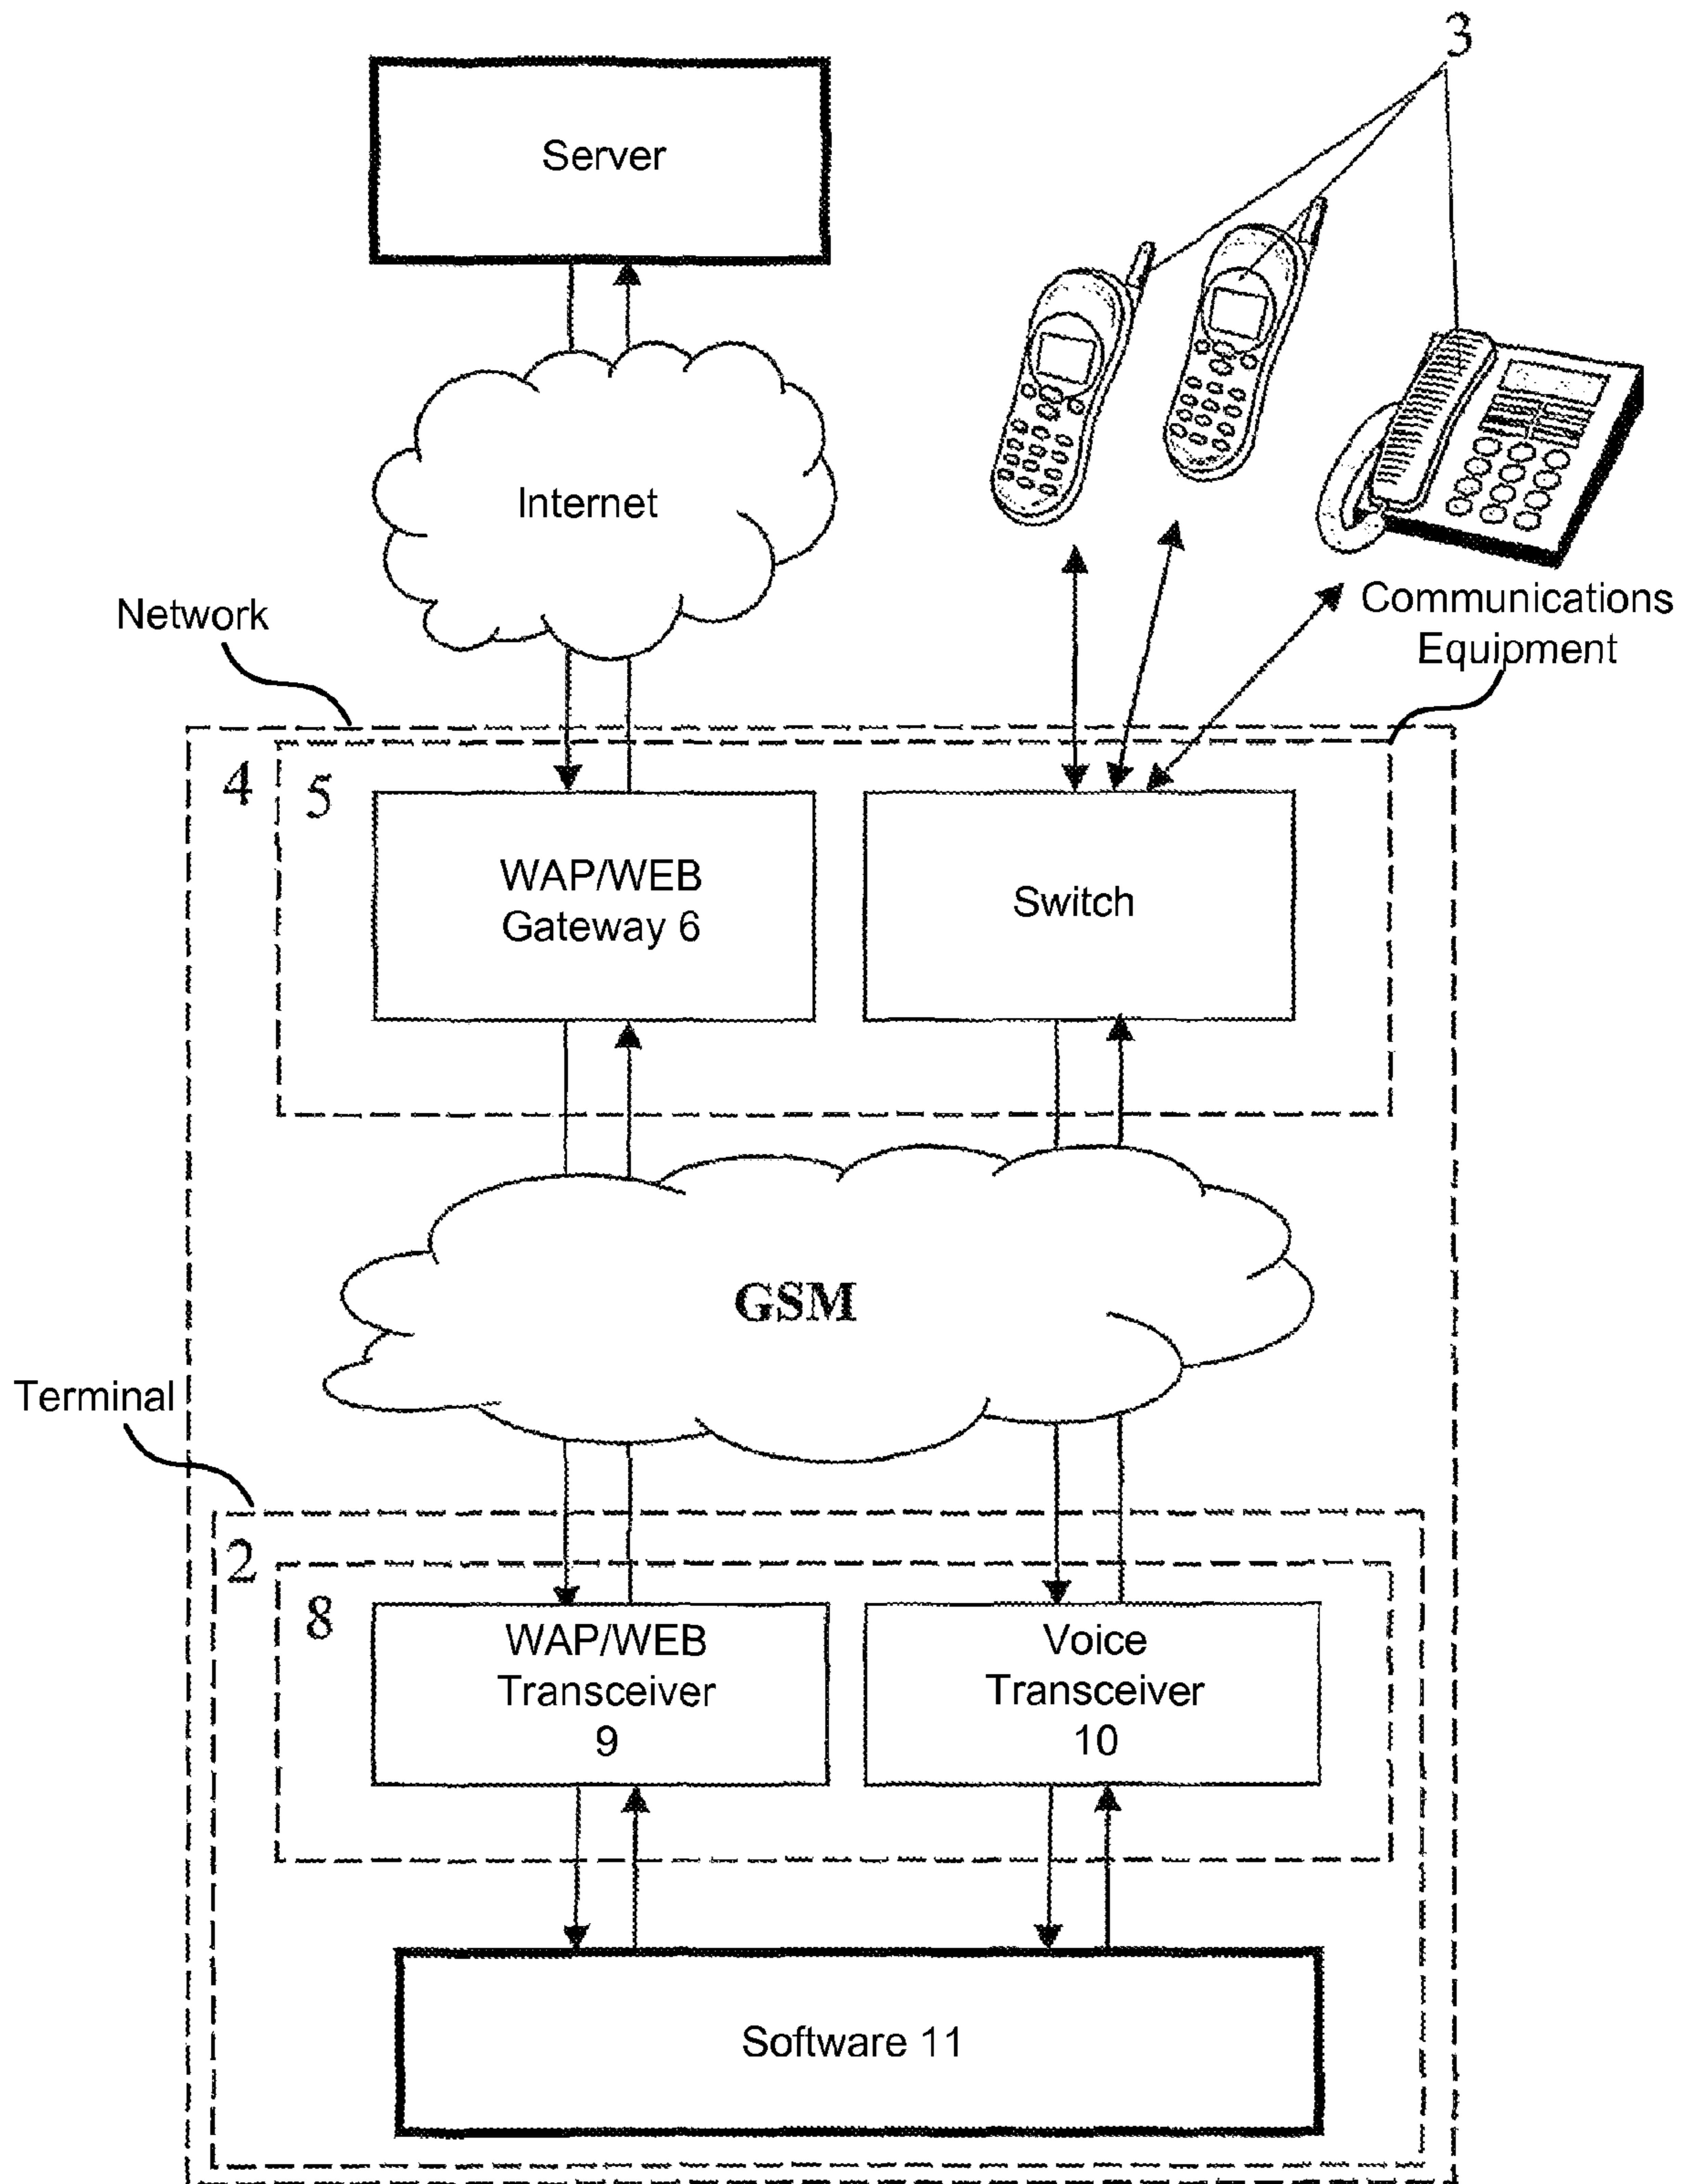 3
Server
Internet
Network
Communications
Equipment
4
5
WAP/WEB
Gateway 6
Switch
GSM
Terminal
2
8
WAP/WEB
Transceiver
9
Voice
Transceiver
10
Software 11